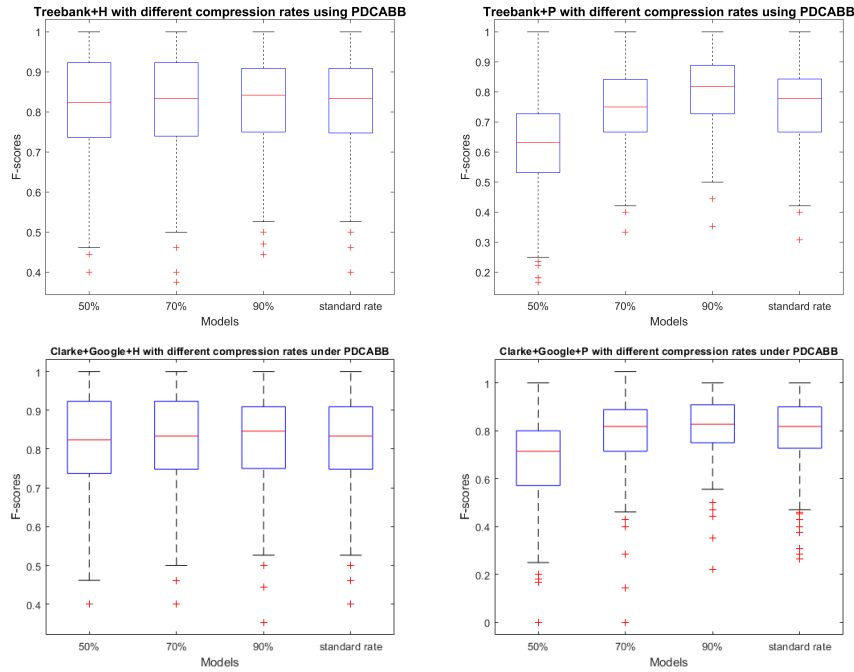 Treebank+H with different compression rates using PDCABB
1
0.9
0.8
0.7
0.6
0.5
0.4
F-scores
50% 70% 90% standard rate
Models
Treebank+P with different compression rates using PDCABB
1
0.9
0.8
0.7
0.6
0.5
0.4
0.3
0.2
F-scores
50% 70% 90% standard rate
Models
Clarke+Google+H with different compression rates under PDCABB
1
0.9
0.8
0.7
0.6
0.5
0.4
F-scores
50% 70% 90% standard rate
Models
Clarke+Google+P with different compression rates under PDCABB
1
0.8
0.6
0.4
0.2
0
F-scores
50% 70% 90% standard rate
Models